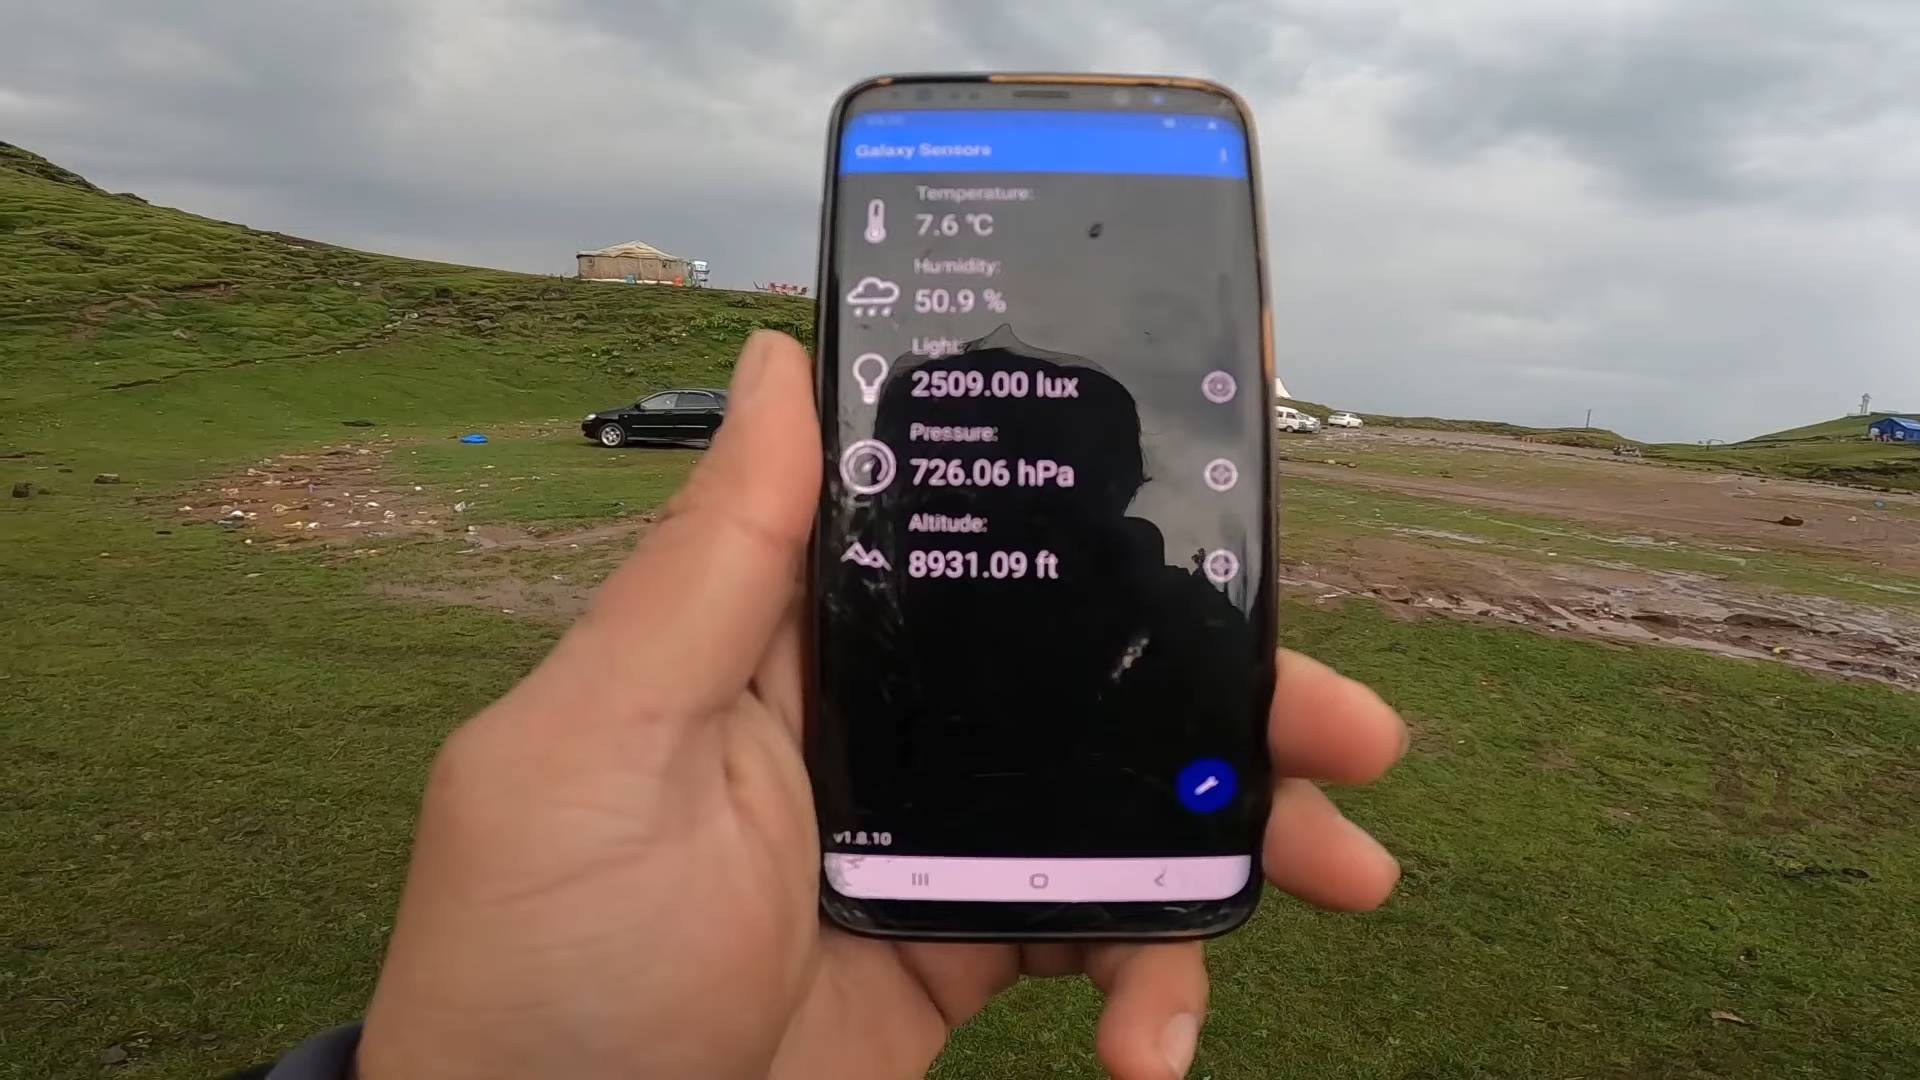 Galaxy Sensors
Temperature:
7.6 °C
Humidity:
50.9 %
Light:
2509.00 lux
Pressure:
726.06 hPa
Altitude:
8931.09 ft
v1.8.10